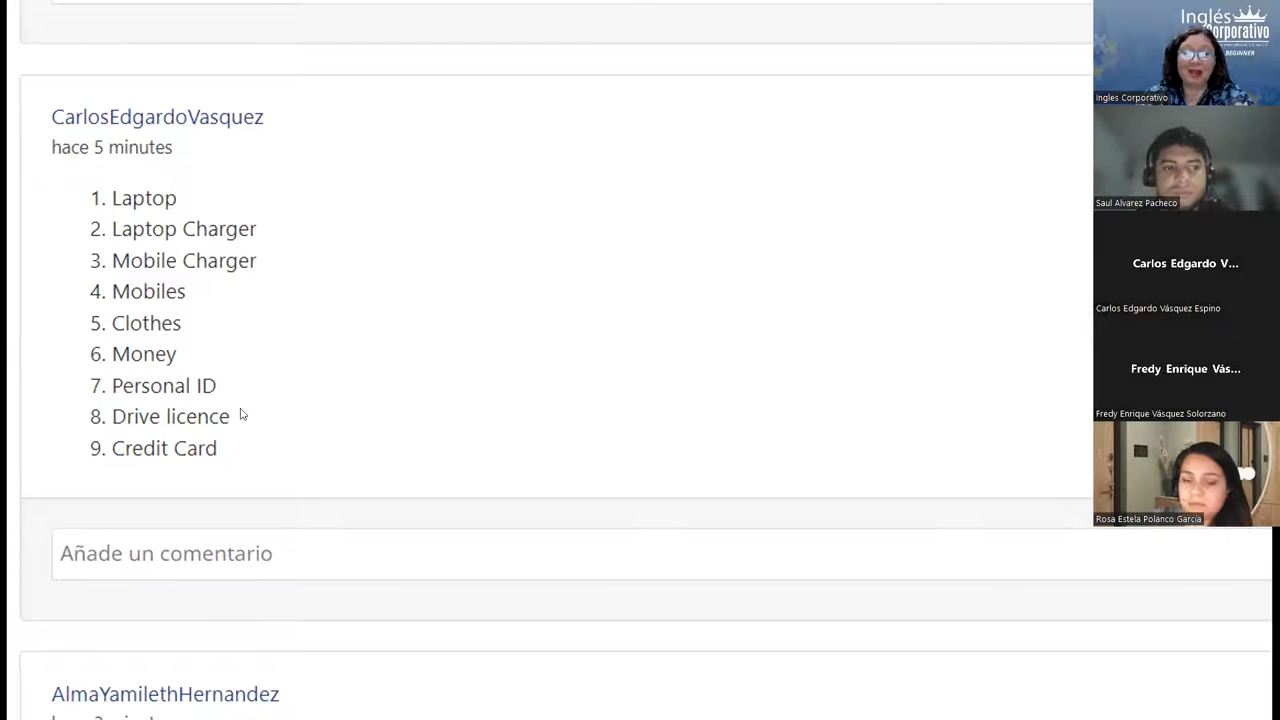 CarlosEdgardoVasquez
hace 5 minutes
1. Laptop
2. Laptop Charger
3. Mobile Charger
4. Mobiles
5. Clothes
6. Money
7. Personal ID
8. Drive licence
9. Credit Card
Añade un comentario
AlmaYamilethHernandez
Inglés
Corporativo
BEGINNER
Ingles Corporativo
Saul Alvarez Pacheco
Carlos Edgardo V...
Carlos Edgardo Vásquez Espino
Fredy Enrique Vás...
Fredy Enrique Vásquez Solorzano
Rosa Estela Polanco García